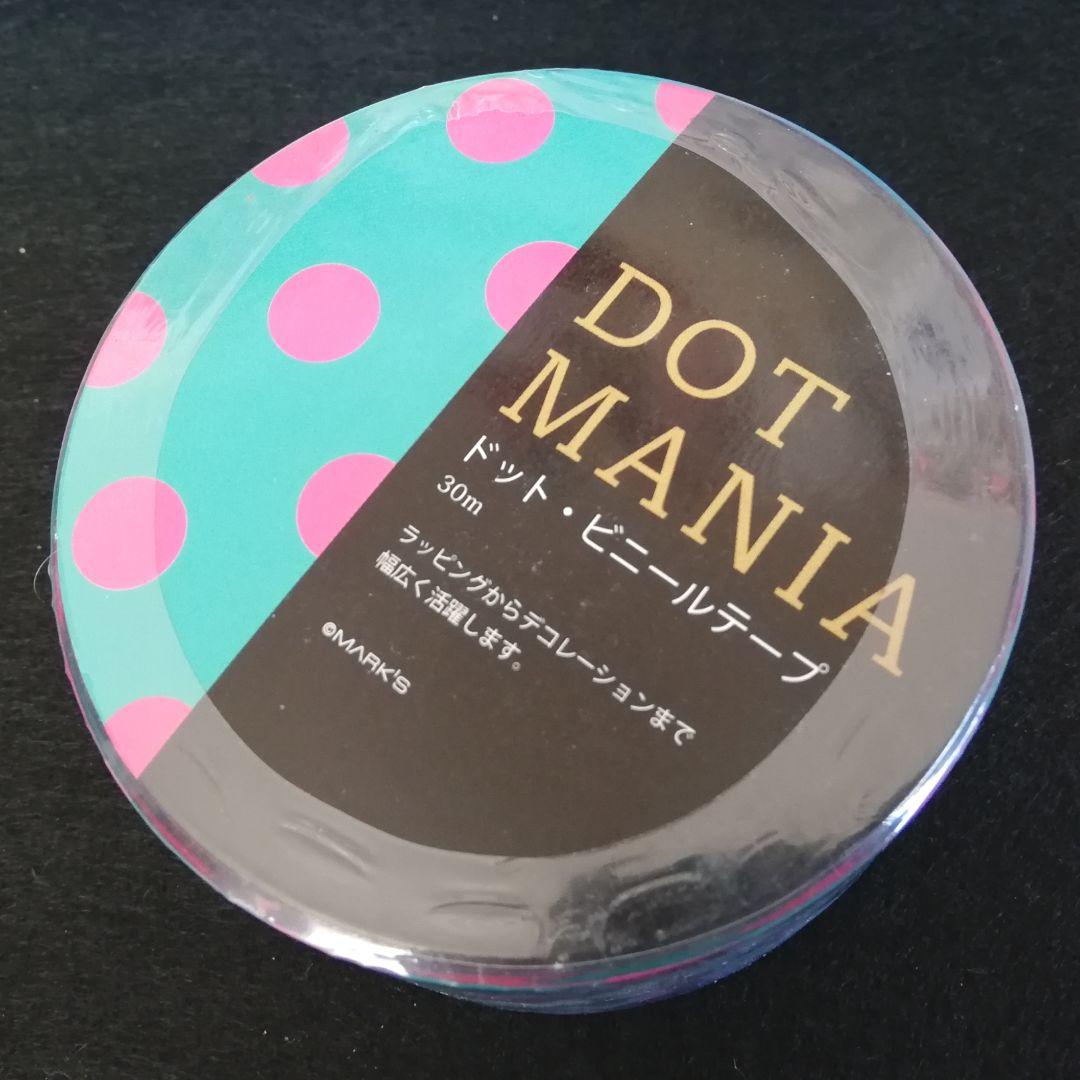 DOT
MANIA
ドット・ビニールテープ
30m
ラッピングからデコレーションまで
幅広く活躍します。
©MARK'S